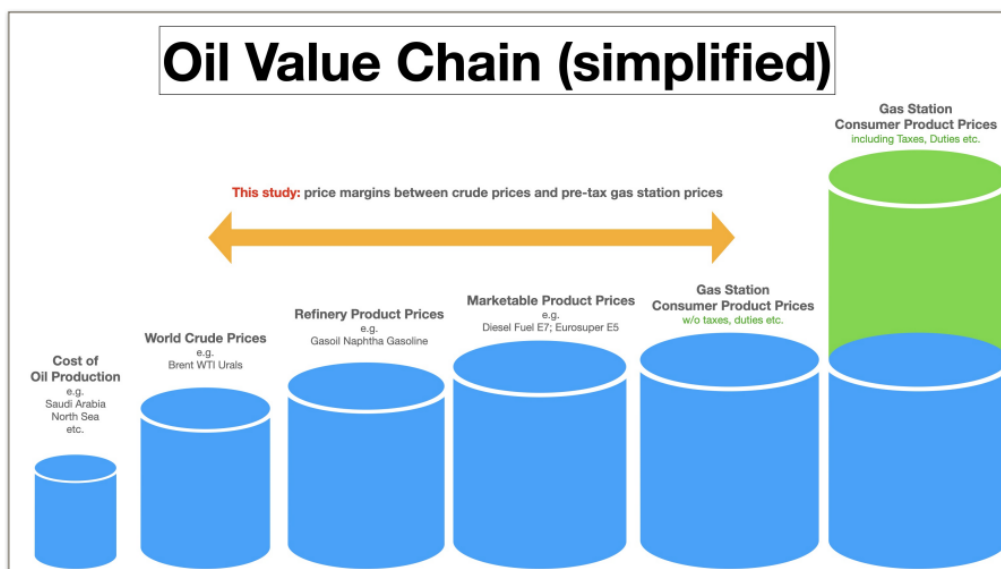 Oil Value Chain (simplified)
Gas Station
Consumer Product Prices
including Taxes, Duties etc.
This study: price margins between crude prices and pre-tax gas station prices
Cost of
Oil Production
e.g.
Saudi Arabia
North Sea
etc.
World Crude Prices
e.g.
Brent WTI Urals
Refinery Product Prices
e.g.
Gasoil Naphtha Gasoline
Marketable Product Prices
e.g.
Diesel Fuel E7; Eurosuper E5
Gas Station
Consumer Product Prices
w/o taxes, duties etc.